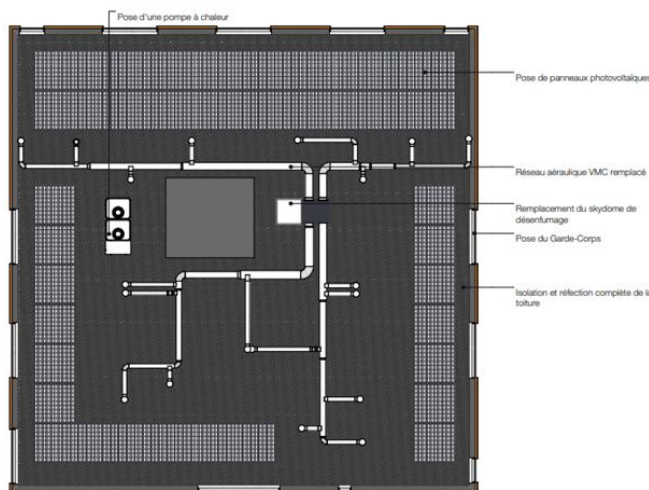 Pose d'une pompe à chaleur
Pose de panneaux photovoltaïques
Réseau aéraulique VMC remplacé
Remplacement du skydome de
désenfumage
Pose du Garde-Corps
Isolation et réfection complète de la
toiture